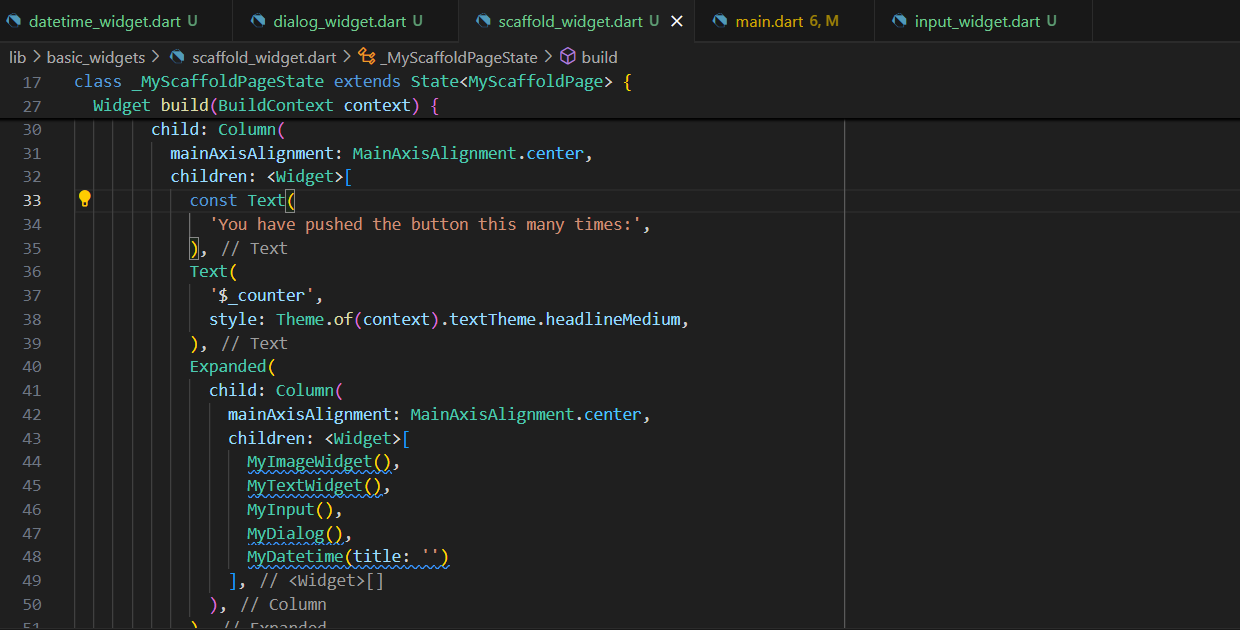 datetime_widget.dart U dialog_widget.dart U scaffold_widget.dart U main.dart 6, M input_widget.dart U
lib > basic_widgets > scaffold_widget.dart > _MyScaffoldPageState > build
17 class _MyScaffoldPageState extends State<MyScaffoldPage> {
27 Widget build(BuildContext context) {
30 child: Column(
31 mainAxisAlignment: MainAxisAlignment.center,
32 children: <Widget>[
33 const Text(
34 'You have pushed the button this many times:',
35 ), // Text
36 Text(
37 '$_counter',
38 style: Theme.of(context).textTheme.headlineMedium,
39 ), // Text
40 Expanded(
41 child: Column(
42 mainAxisAlignment: MainAxisAlignment.center,
43 children: <Widget>[
44 MyImageWidget(),
45 MyTextWidget(),
46 MyInput(),
47 MyDialog(),
48 MyDatetime(title: '')
49 ], // <Widget>[]
50 ), // Column
51 ), // Expanded